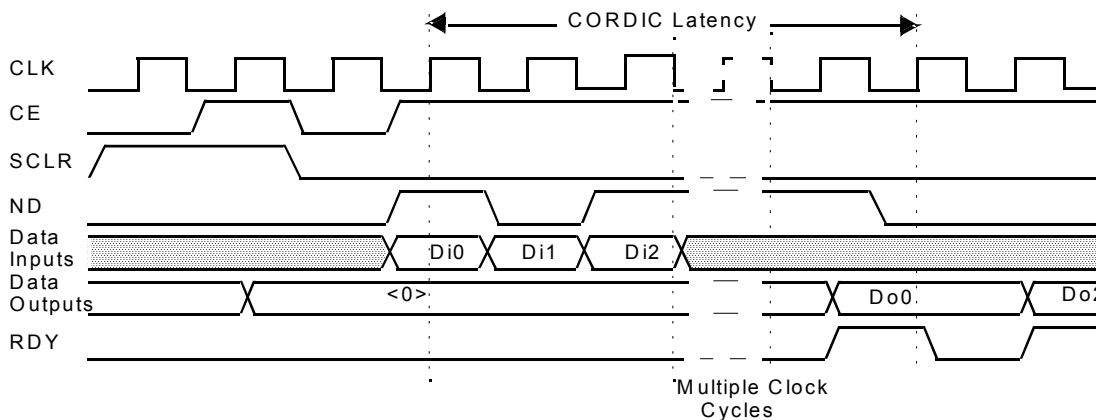 CORDIC Latency
CLK
CE
SCLR
ND
Data
Inputs
Di0 Di1 Di2
Data
Outputs
<0> Do0 Do2
RDY
Multiple Clock
Cycles